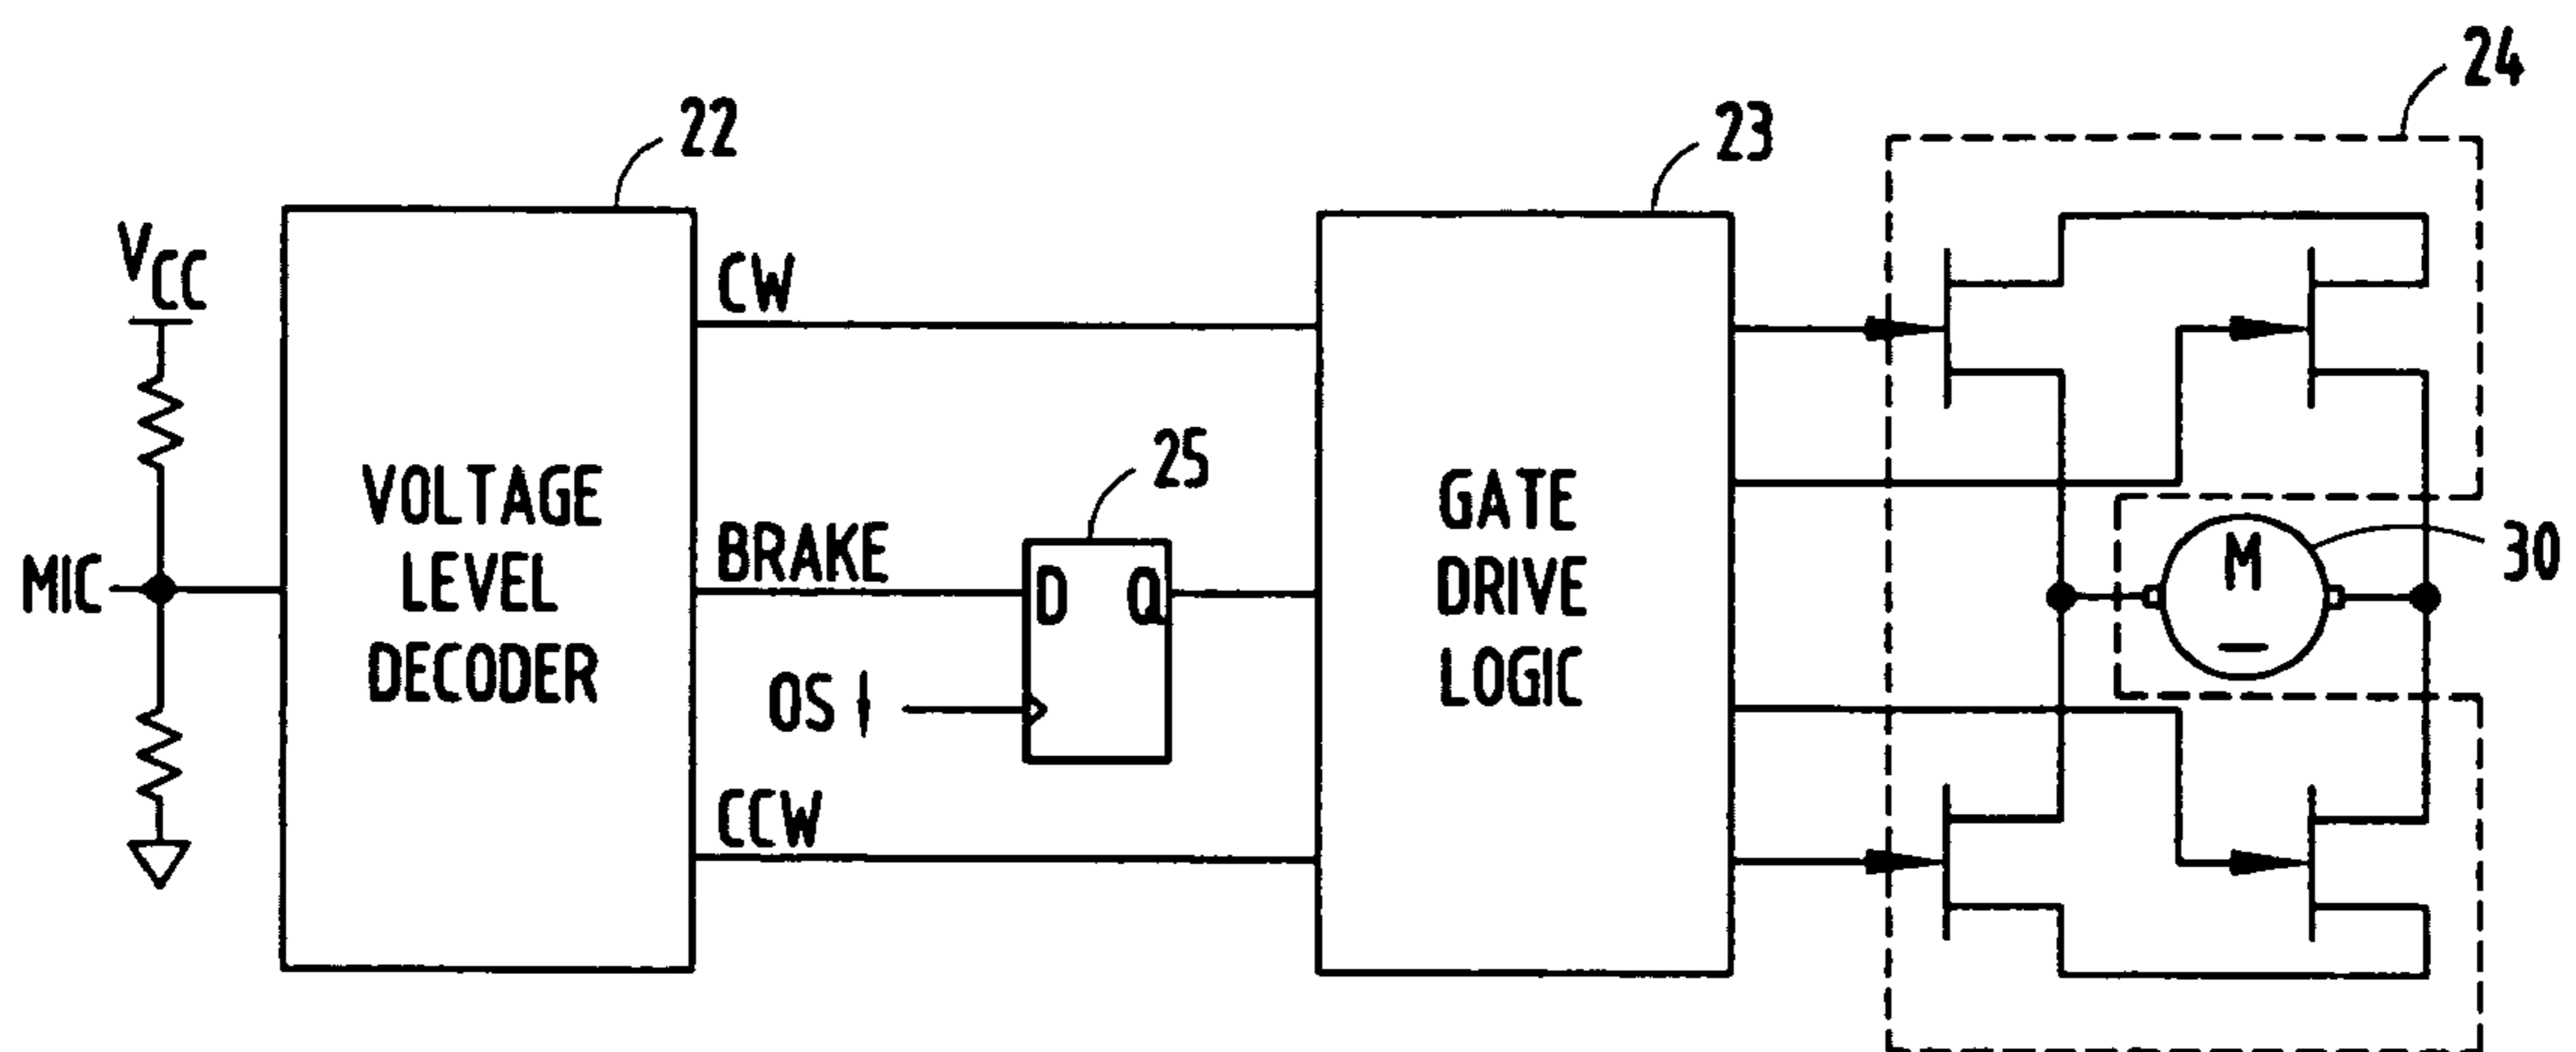 24
22
23
VCC
CW
25
VOLTAGE
LEVEL
DECODER
GATE
DRIVE
LOGIC
M
30
MIC
BRAKE
D Q
OS ↓
CCW